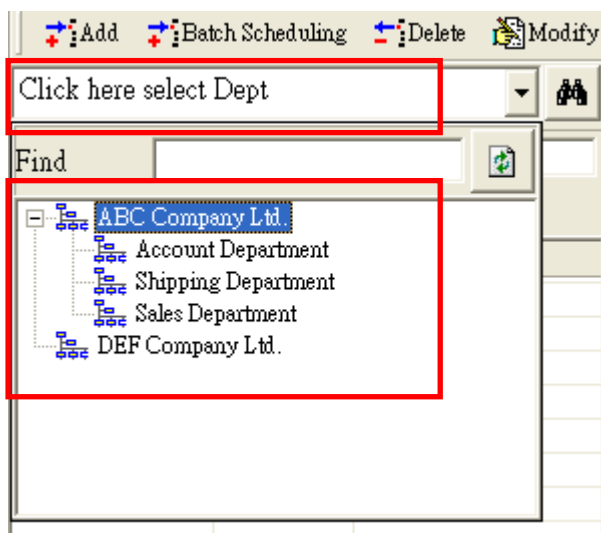 Add Batch Scheduling Delete Modify
Click here select Dept
Find
ABC Company Ltd.
Account Department
Shipping Department
Sales Department
DEF Company Ltd.